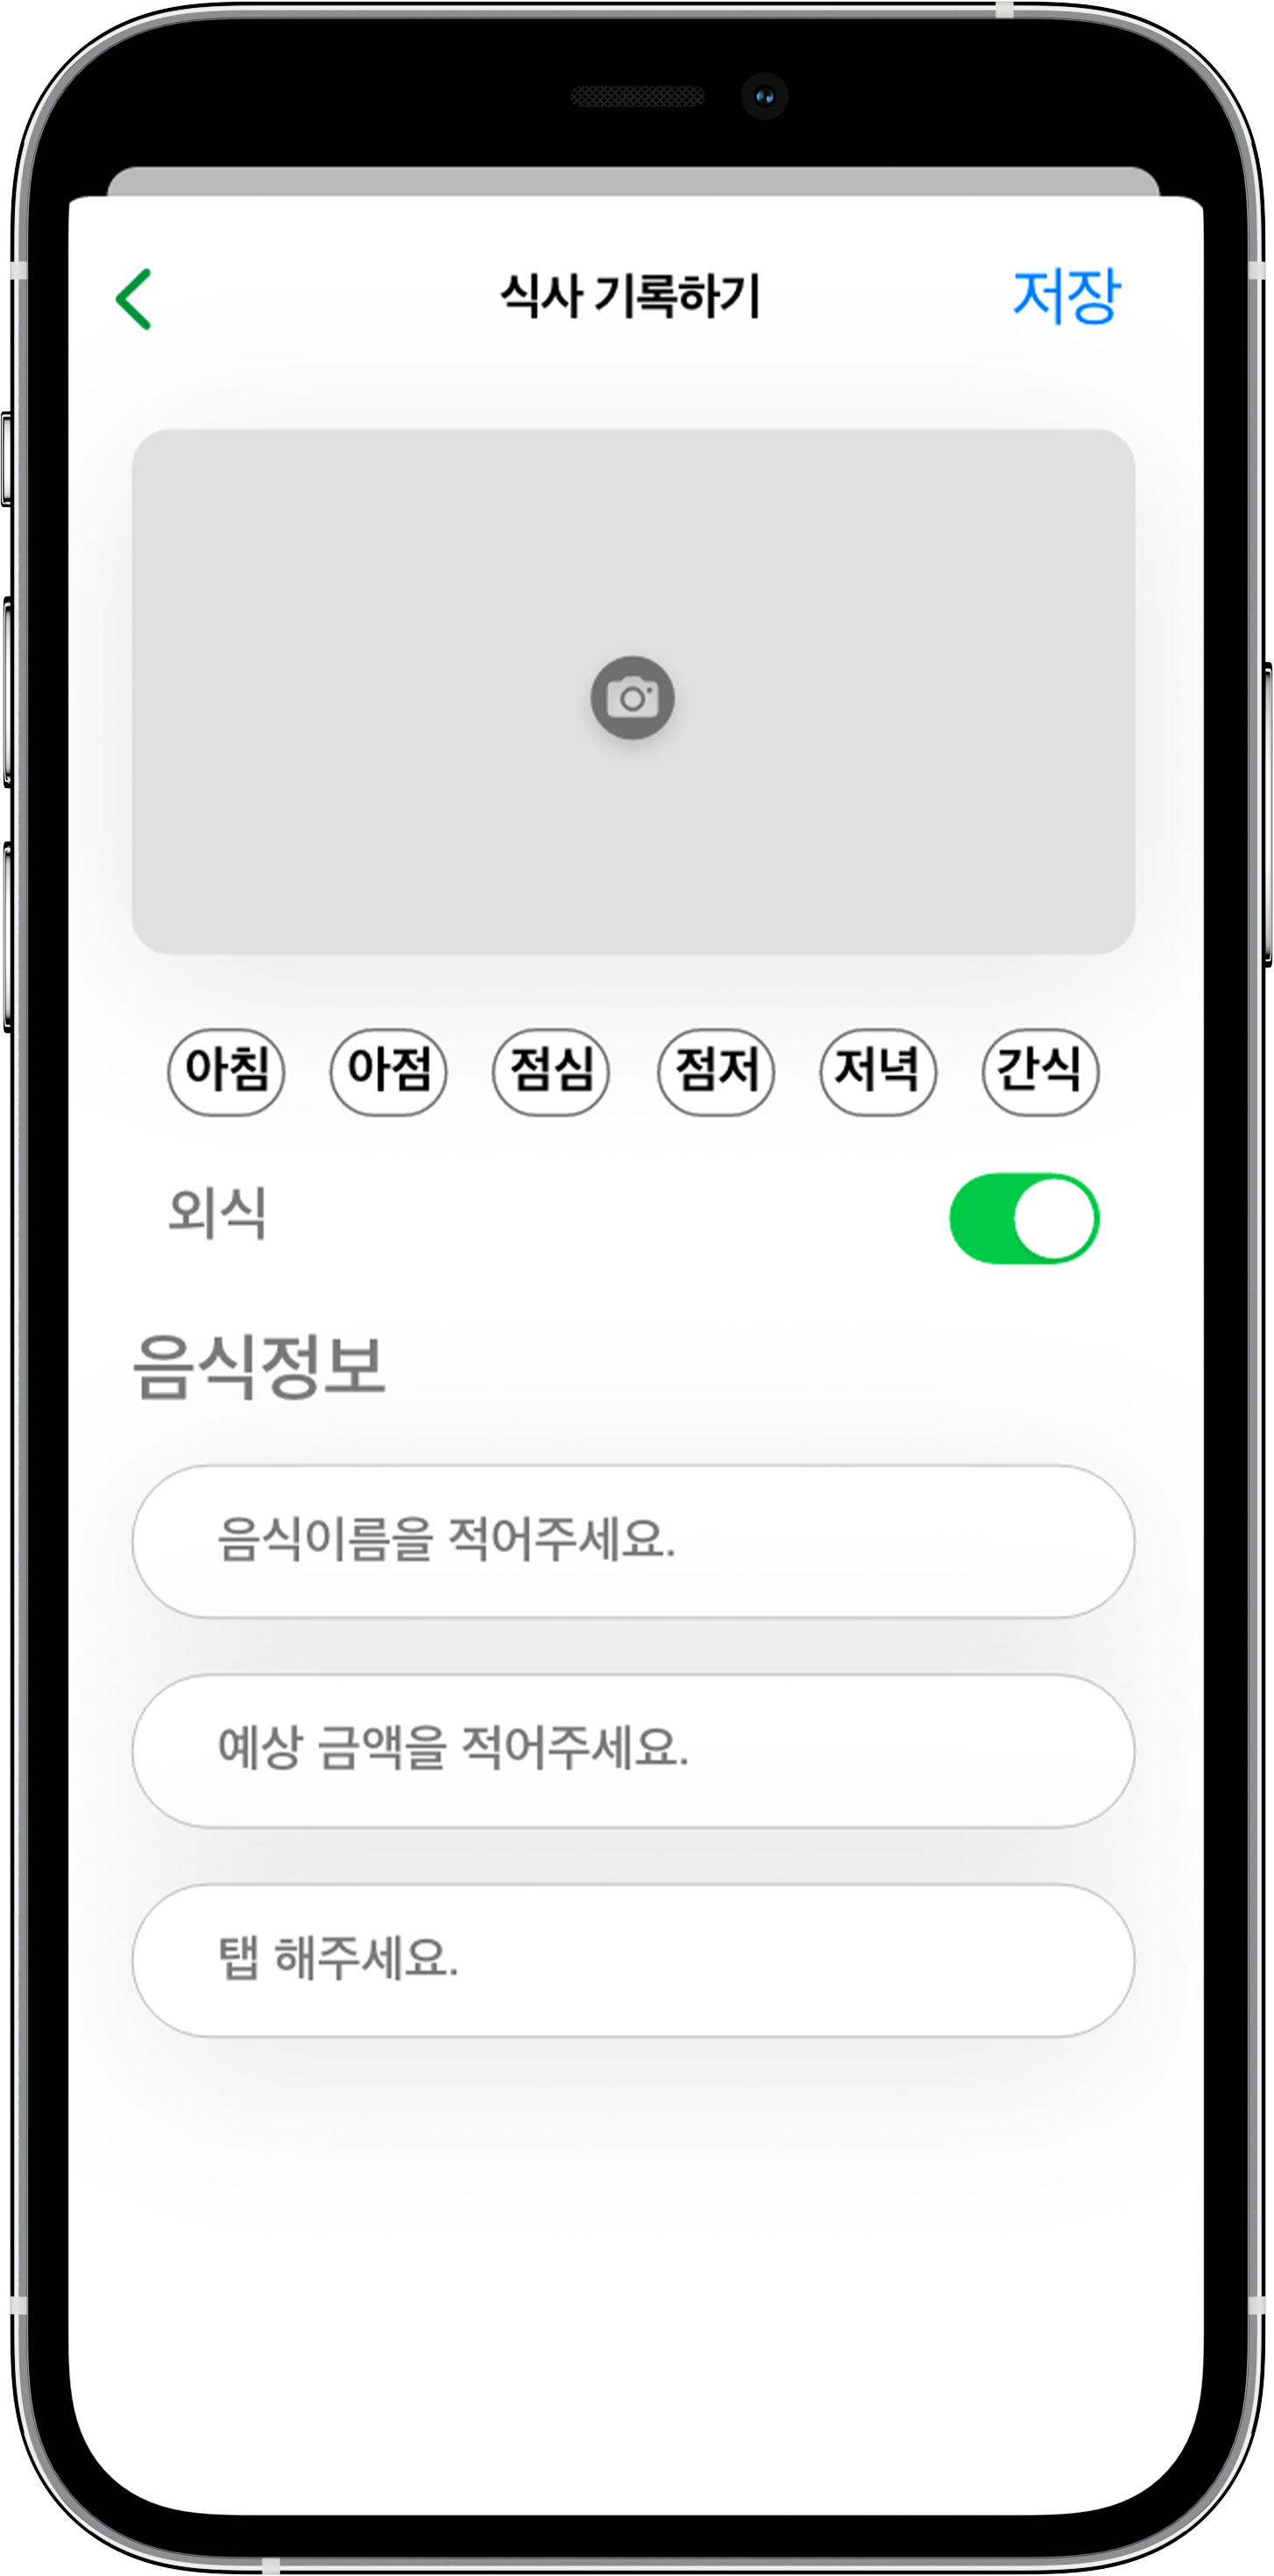 식사 기록하기 저장
아침 아점 점심 점저 저녁 간식
외식
음식정보
음식이름을 적어주세요.
예상 금액을 적어주세요.
탭 해주세요.